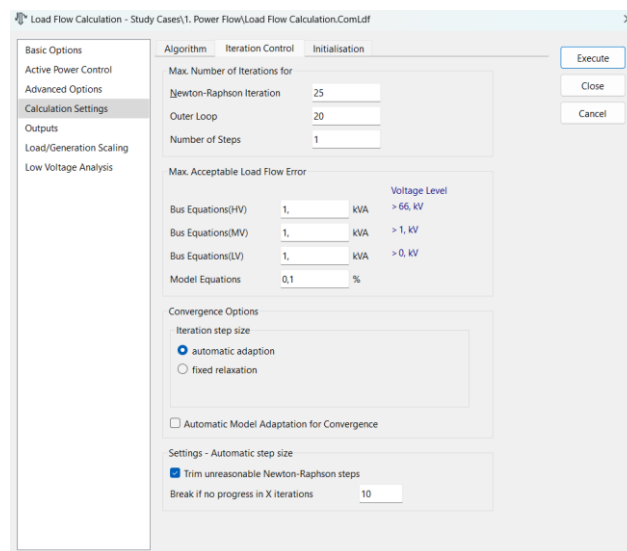 Load Flow Calculation - Study Cases\1. Power Flow\Load Flow Calculation.ComLdf
Basic Options
Active Power Control
Advanced Options
Calculation Settings
Outputs
Load/Generation Scaling
Low Voltage Analysis
Algorithm Iteration Control Initialisation
Max. Number of Iterations for
Newton-Raphson Iteration 25
Outer Loop 20
Number of Steps 1
Max. Acceptable Load Flow Error
Voltage Level
Bus Equations(HV) 1, kVA > 66, kV
Bus Equations(MV) 1, kVA > 1, kV
Bus Equations(LV) 1, kVA > 0, kV
Model Equations 0,1 %
Convergence Options
Iteration step size
automatic adaption
fixed relaxation
Automatic Model Adaptation for Convergence
Settings - Automatic step size
Trim unreasonable Newton-Raphson steps
Break if no progress in X iterations 10
Execute
Close
Cancel